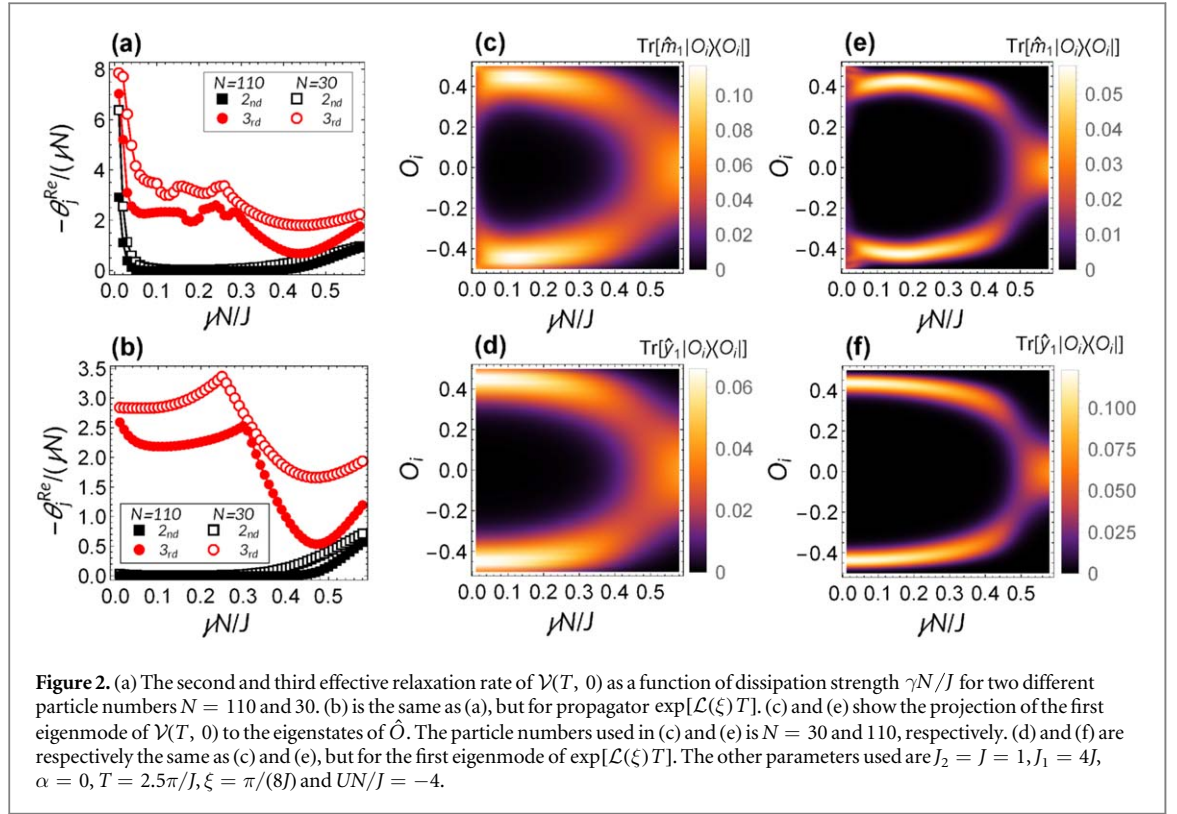 (a)
8
6
4
2
0
−θ_j^{Re}/(γN)
N=110 N=30
2nd 2nd
3rd 3rd
0.0 0.1 0.2 0.3 0.4 0.5
γN/J
(c)
Tr[m̂₁|Oᵢ⟩⟨Oᵢ|]
0.4
0.2
0.0
−0.2
−0.4
Oᵢ
0.10
0.08
0.06
0.04
0.02
0
0.0 0.1 0.2 0.3 0.4 0.5
γN/J
(e)
Tr[m̂₁|Oᵢ⟩⟨Oᵢ|]
0.4
0.2
0.0
−0.2
−0.4
Oᵢ
0.05
0.04
0.03
0.02
0.01
0
0.0 0.1 0.2 0.3 0.4 0.5
γN/J
(b)
3.5
3.0
2.5
2.0
1.5
1.0
0.5
0.0
−θ_j^{Re}/(γN)
N=110 N=30
2nd 2nd
3rd 3rd
0.0 0.1 0.2 0.3 0.4 0.5
γN/J
(d)
Tr[ŷ₁|Oᵢ⟩⟨Oᵢ|]
0.4
0.2
0.0
−0.2
−0.4
Oᵢ
0.06
0.04
0.02
0
0.0 0.1 0.2 0.3 0.4 0.5
γN/J
(f)
Tr[ŷ₁|Oᵢ⟩⟨Oᵢ|]
0.4
0.2
0.0
−0.2
−0.4
Oᵢ
0.100
0.075
0.050
0.025
0
0.0 0.1 0.2 0.3 0.4 0.5
γN/J
Figure 2. (a) The second and third effective relaxation rate of 𝒱(T, 0) as a function of dissipation strength γN/J for two different
particle numbers N = 110 and 30. (b) is the same as (a), but for propagator exp[ℒ(ξ)T]. (c) and (e) show the projection of the first
eigenmode of 𝒱(T, 0) to the eigenstates of Ô. The particle numbers used in (c) and (e) is N = 30 and 110, respectively. (d) and (f) are
respectively the same as (c) and (e), but for the first eigenmode of exp[ℒ(ξ)T]. The other parameters used are J₂ = J = 1, J₁ = 4J,
α = 0, T = 2.5π/J, ξ = π/(8J) and UN/J = −4.